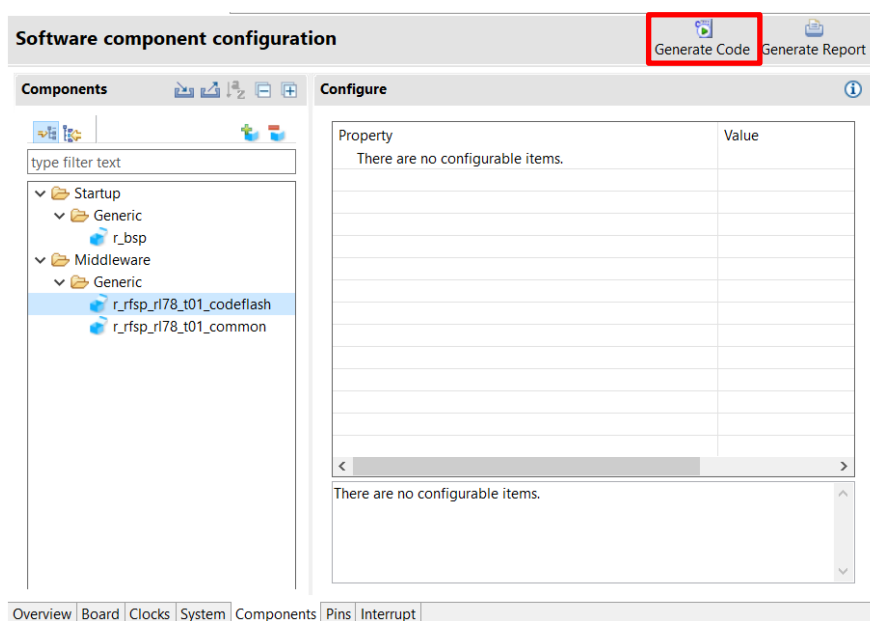 Software component configuration
Generate Code
Generate Report
Components
Configure
type filter text
Startup
Generic
r_bsp
Middleware
Generic
r_rfsp_rl78_t01_codeflash
r_rfsp_rl78_t01_common
Property Value
There are no configurable items.
There are no configurable items.
Overview Board Clocks System Components Pins Interrupt